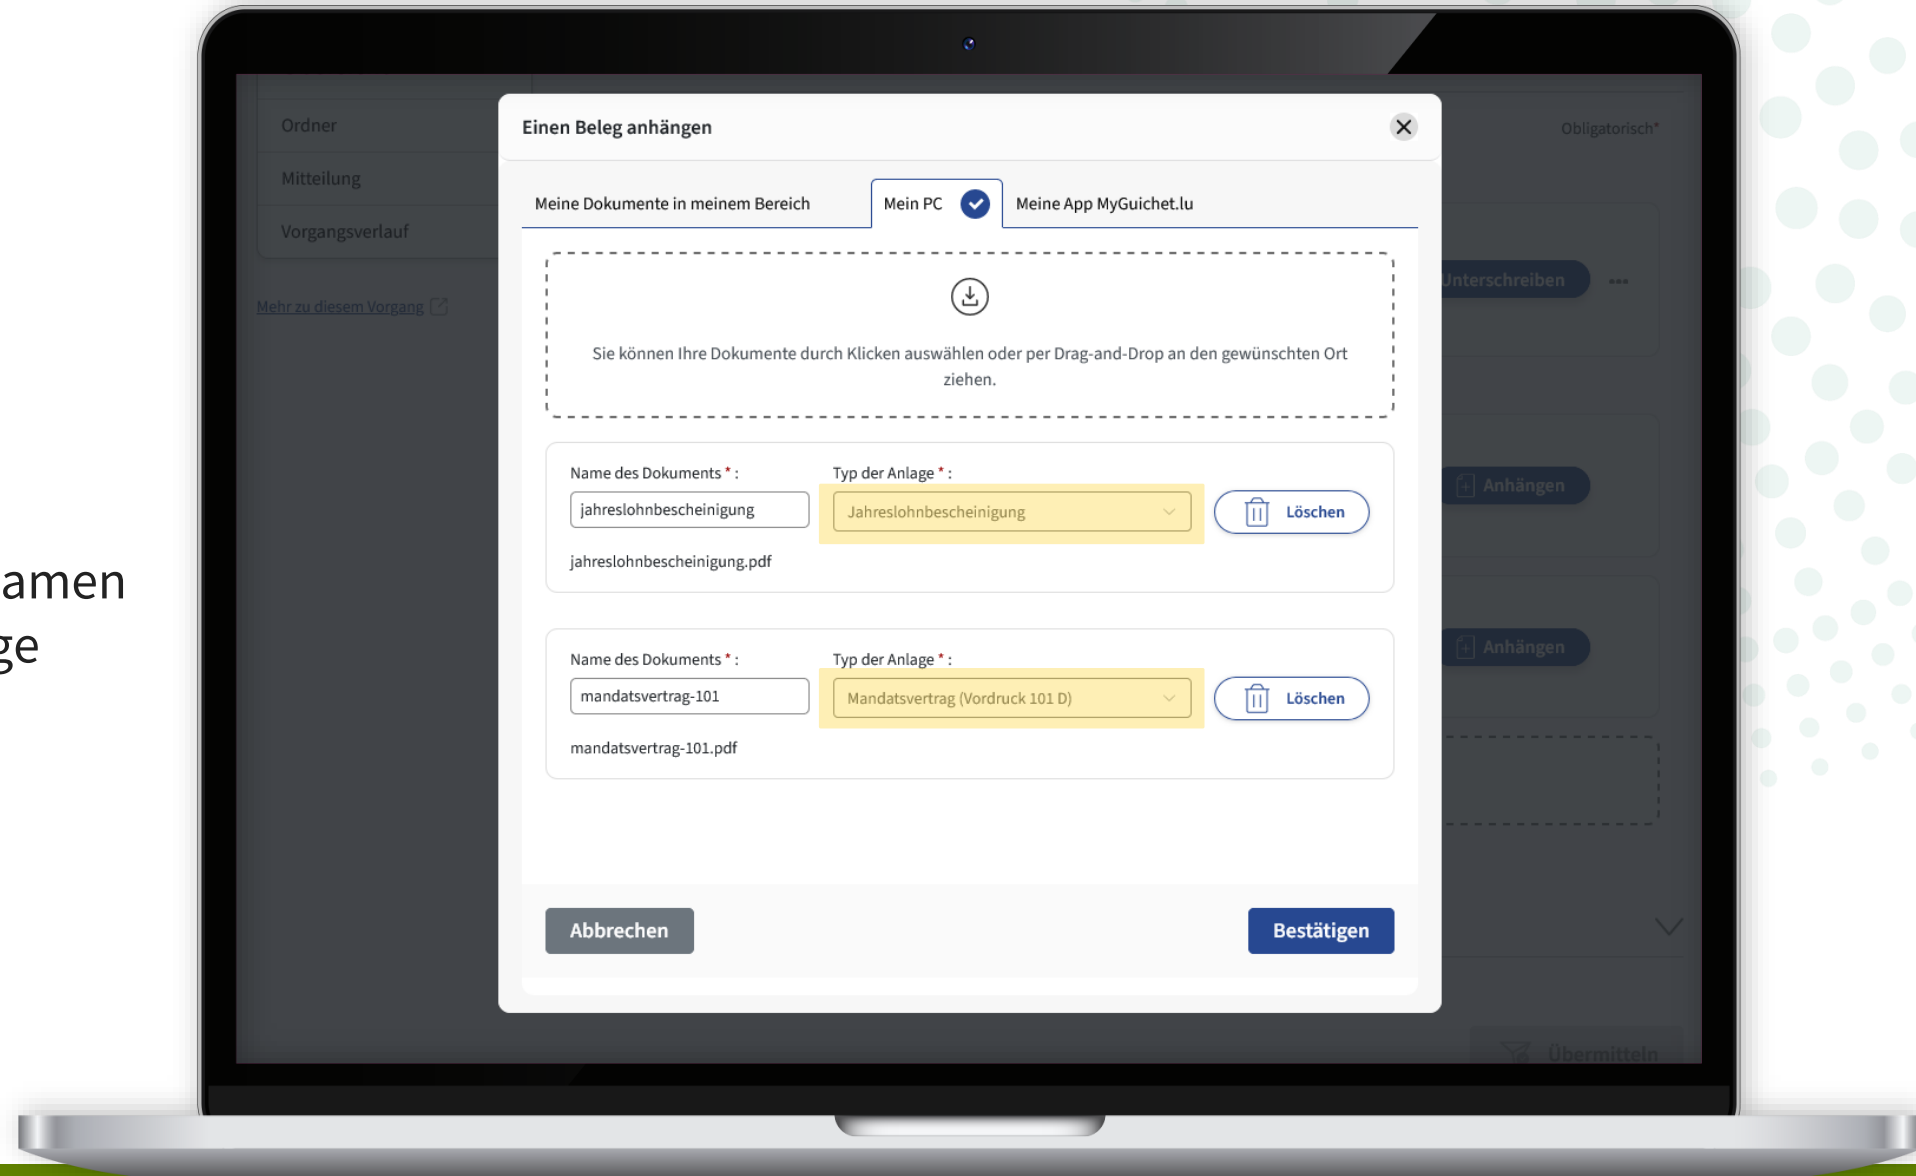 amen
ge
Ordner
Mitteilung
Vorgangsverlauf
Mehr zu diesem Vorgang
Einen Beleg anhängen
Obligatorisch*
Meine Dokumente in meinem Bereich
Mein PC
Meine App MyGuichet.lu
Unterschreiben
Sie können Ihre Dokumente durch Klicken auswählen oder per Drag-and-Drop an den gewünschten Ort
ziehen.
Name des Dokuments * :
Typ der Anlage * :
jahreslohnbescheinigung
Jahreslohnbescheinigung
Löschen
jahreslohnbescheinigung.pdf
Anhängen
Name des Dokuments * :
Typ der Anlage * :
mandatsvertrag-101
Mandatsvertrag (Vordruck 101 D)
Löschen
mandatsvertrag-101.pdf
Anhängen
Abbrechen
Bestätigen
Übermitteln